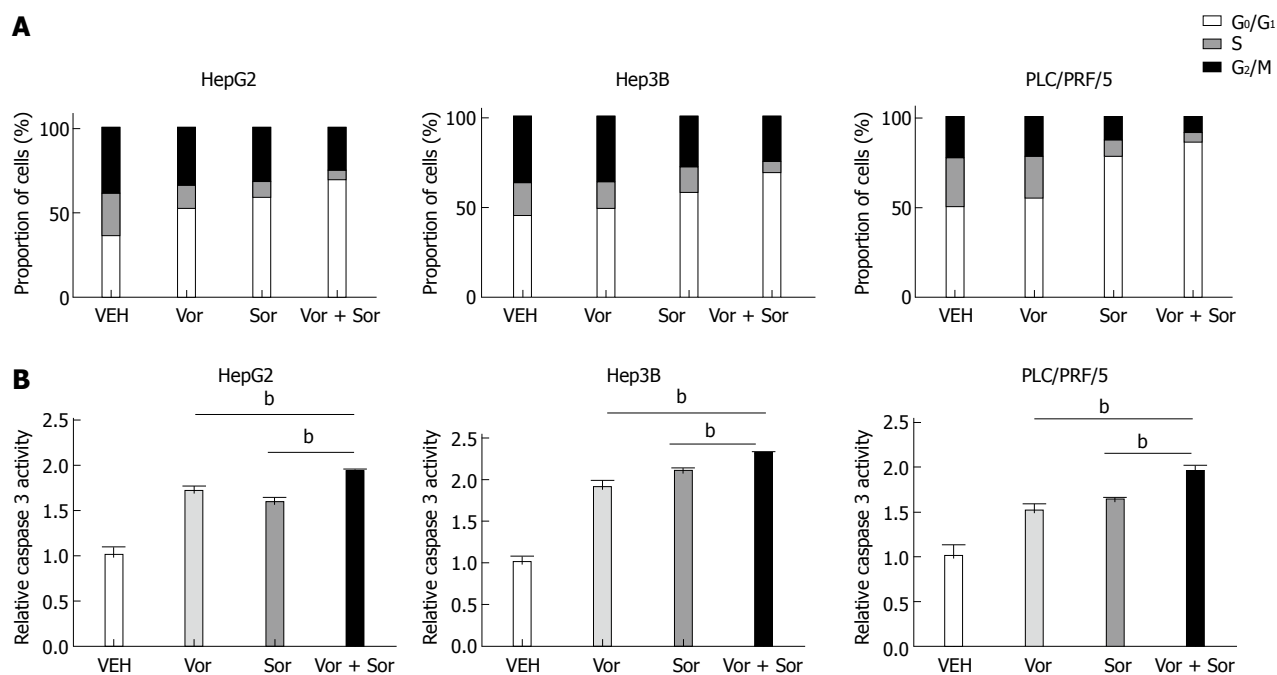 A
G₀/G₁
S
G₂/M
HepG2
Proportion of cells (%)
100
50
0
VEH Vor Sor Vor + Sor
Hep3B
Proportion of cells (%)
100
50
0
VEH Vor Sor Vor + Sor
PLC/PRF/5
Proportion of cells (%)
100
50
0
VEH Vor Sor Vor + Sor
B
HepG2
Relative caspase 3 activity
2.5
2.0
1.5
1.0
0.5
0.0
b
b
VEH Vor Sor Vor + Sor
Hep3B
Relative caspase 3 activity
2.5
2.0
1.5
1.0
0.5
0.0
b
b
VEH Vor Sor Vor + Sor
PLC/PRF/5
Relative caspase 3 activity
2.5
2.0
1.5
1.0
0.5
0.0
b
b
VEH Vor Sor Vor + Sor